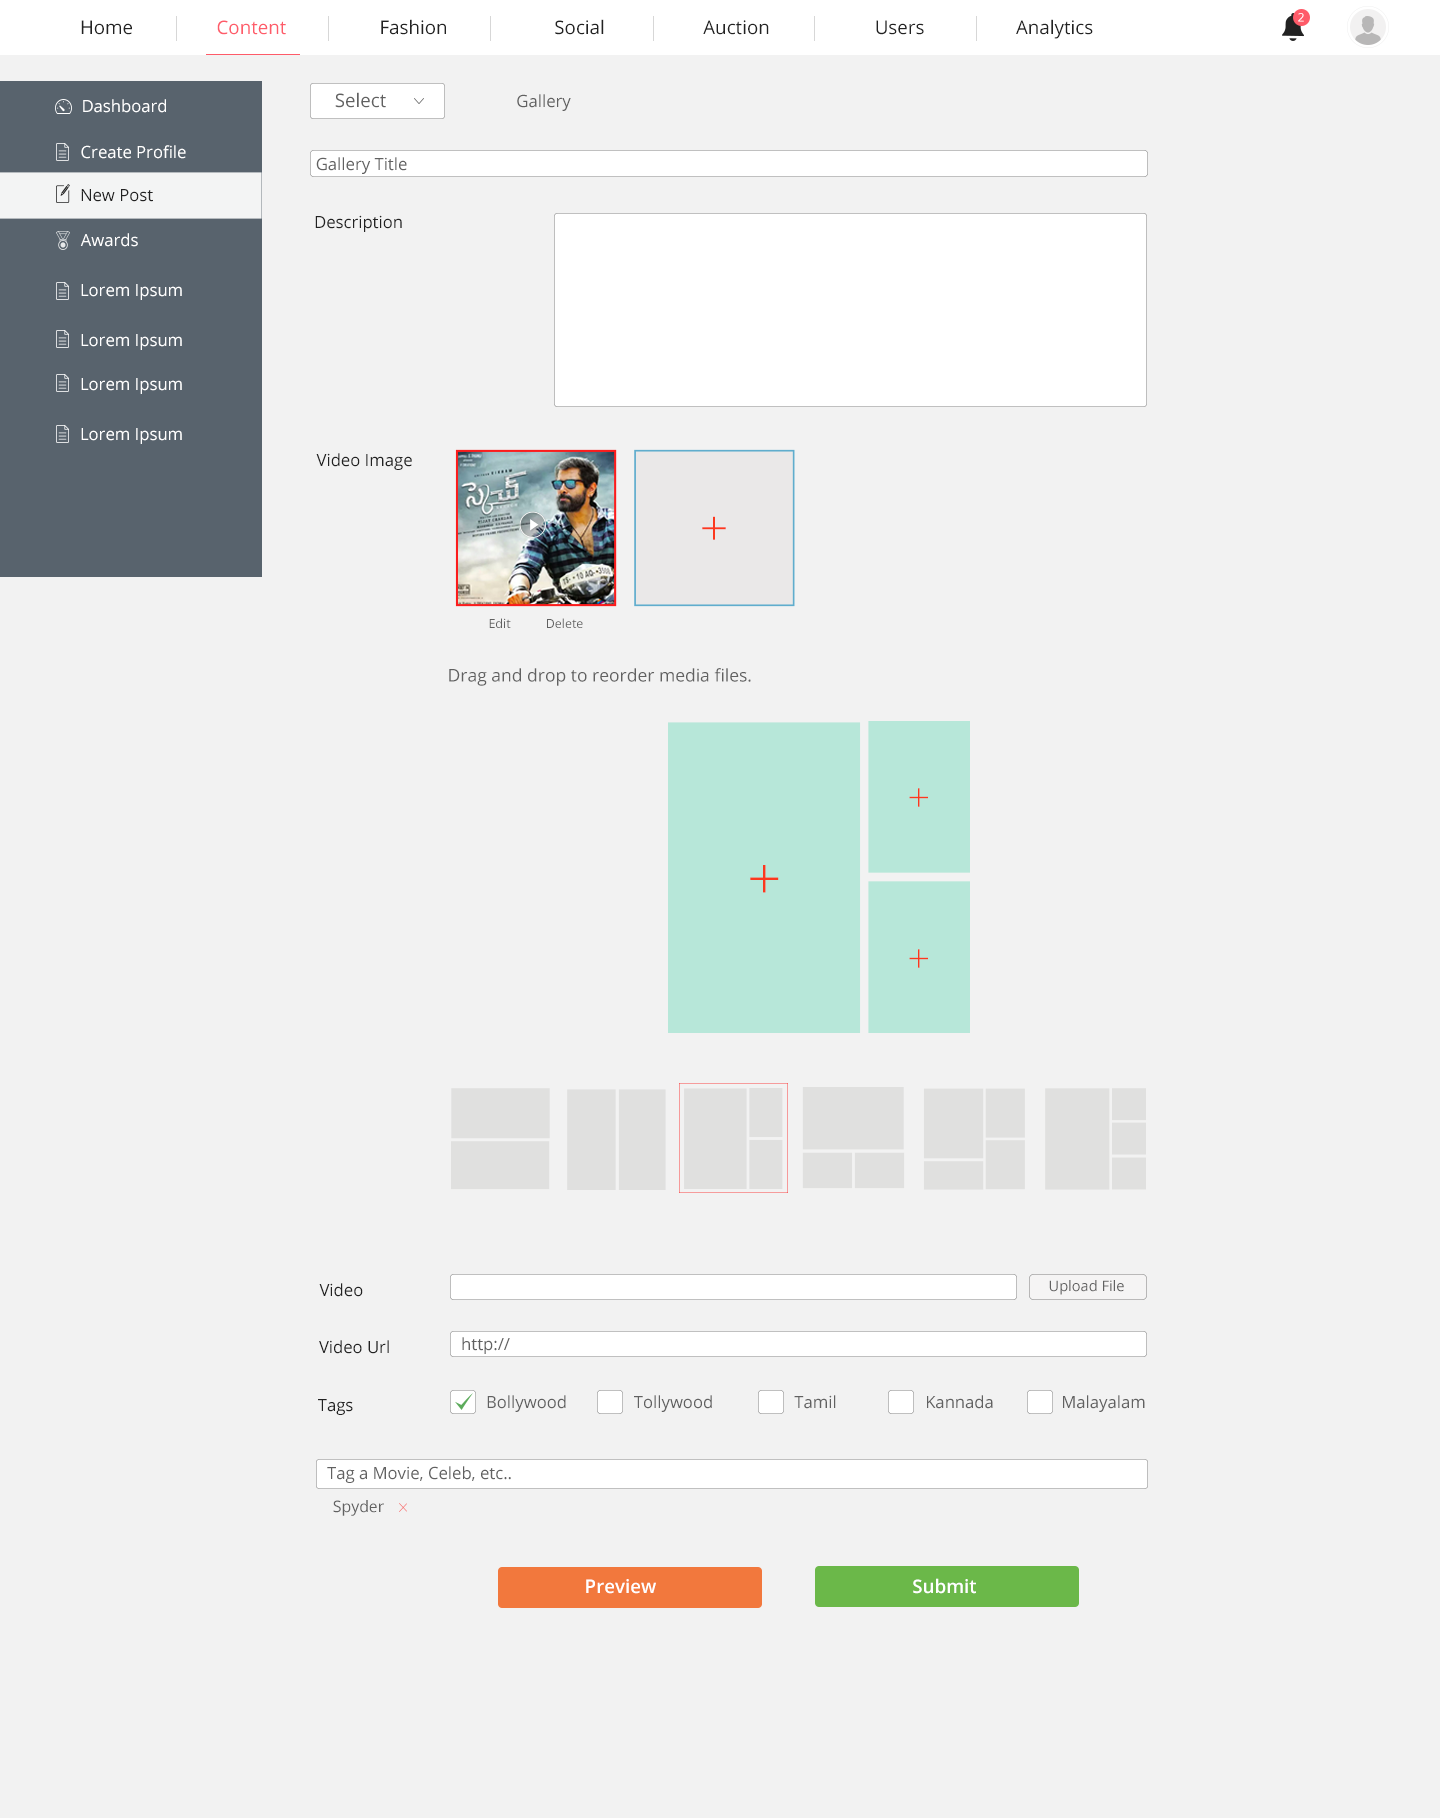 Home
Content
Fashion
Social
Auction
Users
Analytics
2
Dashboard
Create Profile
New Post
Awards
Lorem Ipsum
Lorem Ipsum
Lorem Ipsum
Lorem Ipsum
Select
Gallery
Gallery Title
Description
Video Image
స్కెచ్
Edit
Delete
Drag and drop to reorder media files.
Video
Upload File
Video Url
http://
Tags
Bollywood
Tollywood
Tamil
Kannada
Malayalam
Tag a Movie, Celeb, etc..
Spyder
Preview
Submit